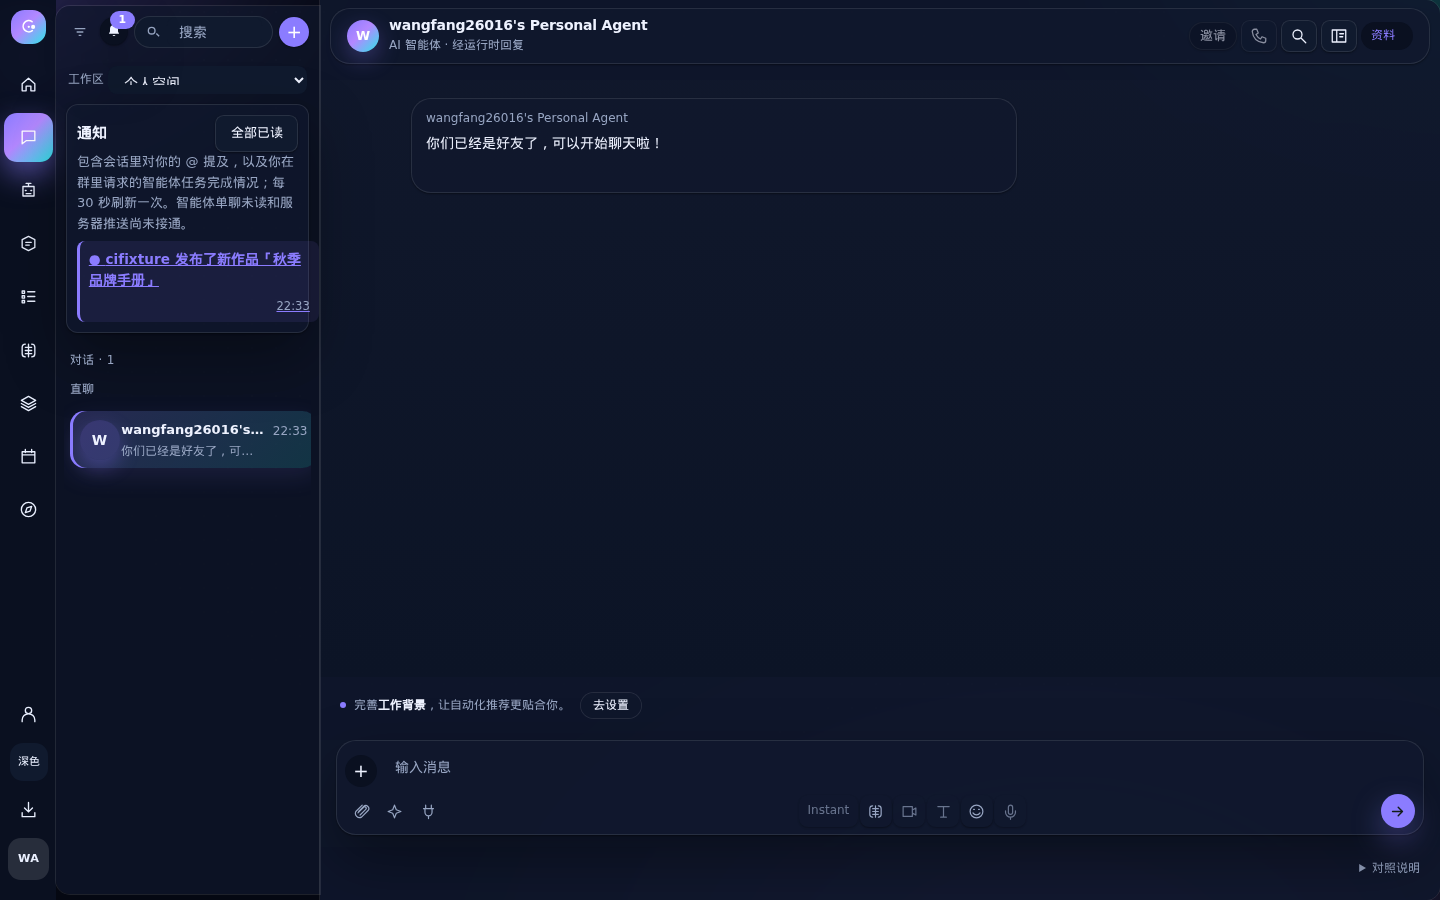 1
搜索
工作区
个人空间
通知
全部已读
包含会话里对你的 @ 提及，以及你在
群里请求的智能体任务完成情况；每
30 秒刷新一次。智能体单聊未读和服
务器推送尚未接通。
● cifixture 发布了新作品「秋季
品牌手册」
22:33
对话 · 1
直聊
W
wangfang26016's...
22:33
你们已经是好友了，可...
深色
WA
W
wangfang26016's Personal Agent
AI 智能体 · 经运行时回复
邀请
资料
wangfang26016's Personal Agent
你们已经是好友了，可以开始聊天啦！
完善工作背景，让自动化推荐更贴合你。
去设置
输入消息
Instant
▶ 对照说明